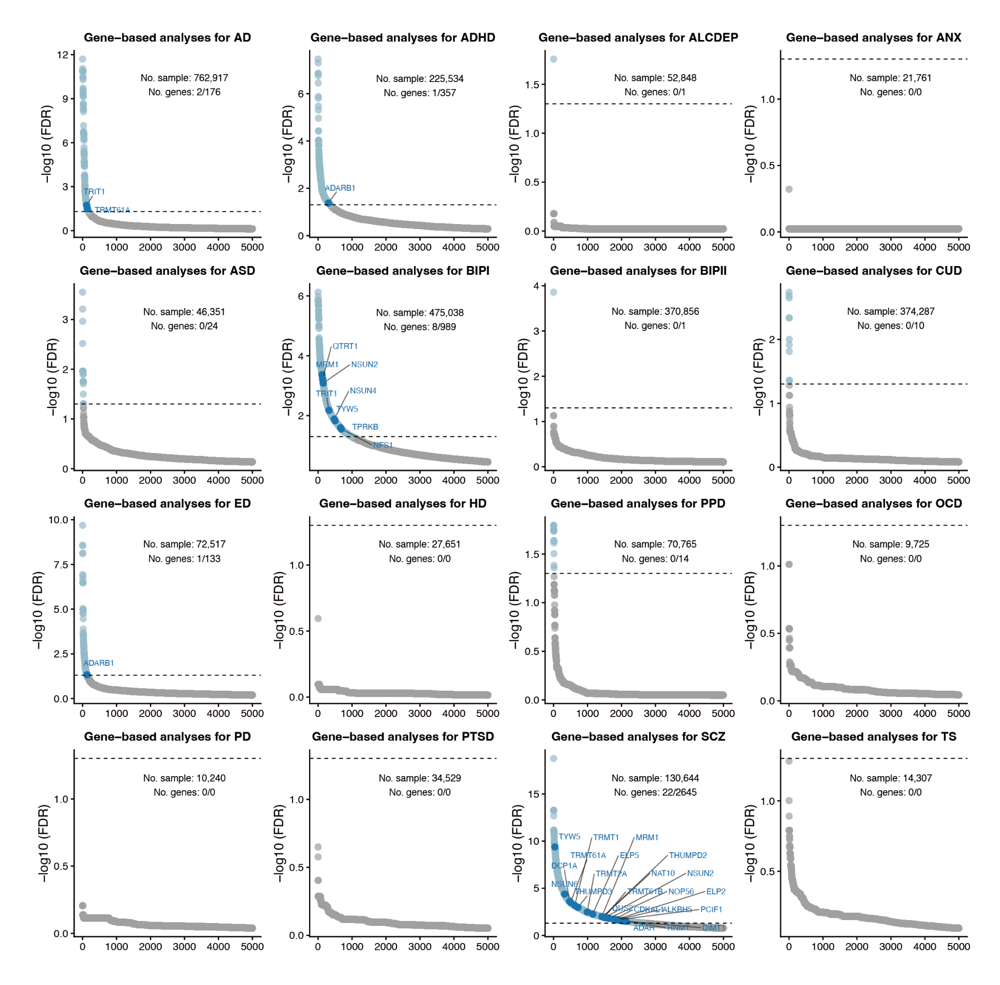 Gene–based analyses for AD
−log10 (FDR)
12
9
6
3
0
No. sample: 762,917
No. genes: 2/176
TRIT1
TRMT61A
0 1000 2000 3000 4000 5000
Gene–based analyses for ADHD
−log10 (FDR)
6
4
2
0
No. sample: 225,534
No. genes: 1/357
ADARB1
0 1000 2000 3000 4000 5000
Gene–based analyses for ALCDEP
−log10 (FDR)
1.5
1.0
0.5
0.0
No. sample: 52,848
No. genes: 0/1
0 1000 2000 3000 4000 5000
Gene–based analyses for ANX
−log10 (FDR)
1.0
0.5
0.0
No. sample: 21,761
No. genes: 0/0
0 1000 2000 3000 4000 5000
Gene–based analyses for ASD
−log10 (FDR)
3
2
1
0
No. sample: 46,351
No. genes: 0/24
0 1000 2000 3000 4000 5000
Gene–based analyses for BIPI
−log10 (FDR)
6
4
2
No. sample: 475,038
No. genes: 8/989
QTRT1
MRM1 NSUN2
NSUN4
TRIT1
TYW5
TPRKB
NFS1
0 1000 2000 3000 4000 5000
Gene–based analyses for BIPII
−log10 (FDR)
4
3
2
1
0
No. sample: 370,856
No. genes: 0/1
0 1000 2000 3000 4000 5000
Gene–based analyses for CUD
−log10 (FDR)
2
1
0
No. sample: 374,287
No. genes: 0/10
0 1000 2000 3000 4000 5000
Gene–based analyses for ED
−log10 (FDR)
10.0
7.5
5.0
2.5
0.0
No. sample: 72,517
No. genes: 1/133
ADARB1
0 1000 2000 3000 4000 5000
Gene–based analyses for HD
−log10 (FDR)
1.0
0.5
0.0
No. sample: 27,651
No. genes: 0/0
0 1000 2000 3000 4000 5000
Gene–based analyses for PPD
−log10 (FDR)
1.5
1.0
0.5
0.0
No. sample: 70,765
No. genes: 0/14
0 1000 2000 3000 4000 5000
Gene–based analyses for OCD
−log10 (FDR)
1.0
0.5
0.0
No. sample: 9,725
No. genes: 0/0
0 1000 2000 3000 4000 5000
Gene–based analyses for PD
−log10 (FDR)
1.0
0.5
0.0
No. sample: 10,240
No. genes: 0/0
0 1000 2000 3000 4000 5000
Gene–based analyses for PTSD
−log10 (FDR)
1.0
0.5
0.0
No. sample: 34,529
No. genes: 0/0
0 1000 2000 3000 4000 5000
Gene–based analyses for SCZ
−log10 (FDR)
15
10
5
0
No. sample: 130,644
No. genes: 22/2645
TYW5 TRMT1 MRM1
TRMT61A ELP5 THUMPD2
DCP1A
TRMT2A NAT10 NSUN2
NSUN6
THUMPD3 TRMT61B NOP56 ELP2
DUS2 CDKAL1 ALKBH5 PCIF1
ADAR RNMT DIMT1
0 1000 2000 3000 4000 5000
Gene–based analyses for TS
−log10 (FDR)
1.0
0.5
No. sample: 14,307
No. genes: 0/0
0 1000 2000 3000 4000 5000